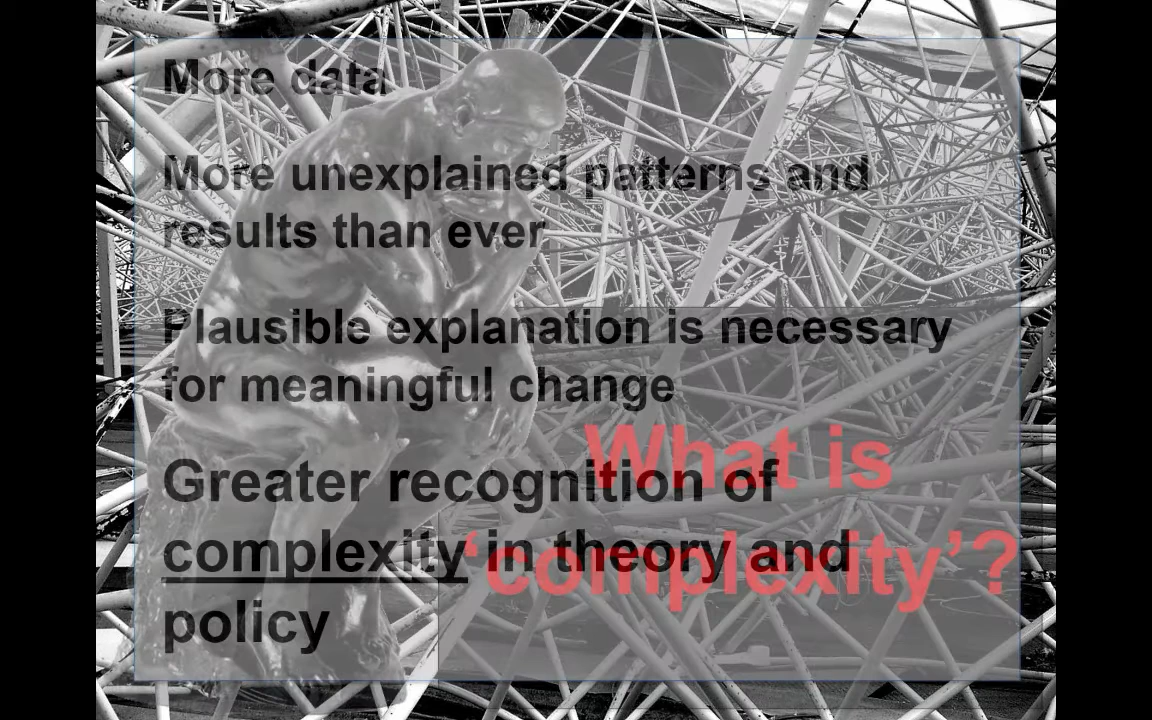 More data
More unexplained patterns and
results than ever
Plausible explanation is necessary
for meaningful change
Greater recognition of
complexity in theory and
policy
What is
‘complexity’?